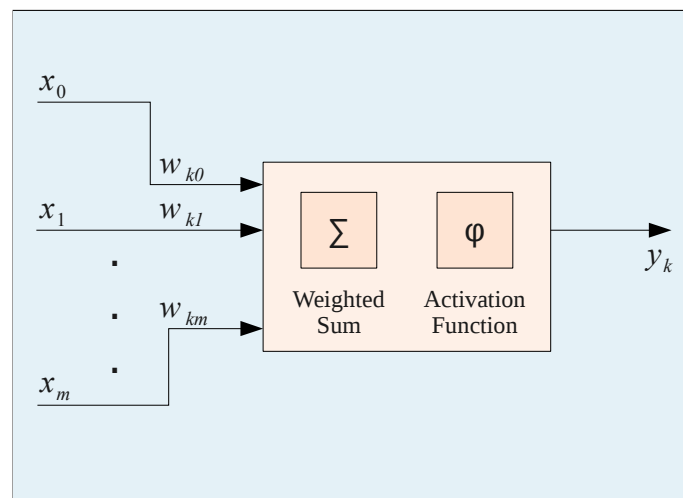 x0
wk0
x1
wk1
Σ
φ
yk
Weighted
Sum
Activation
Function
wkm
xm